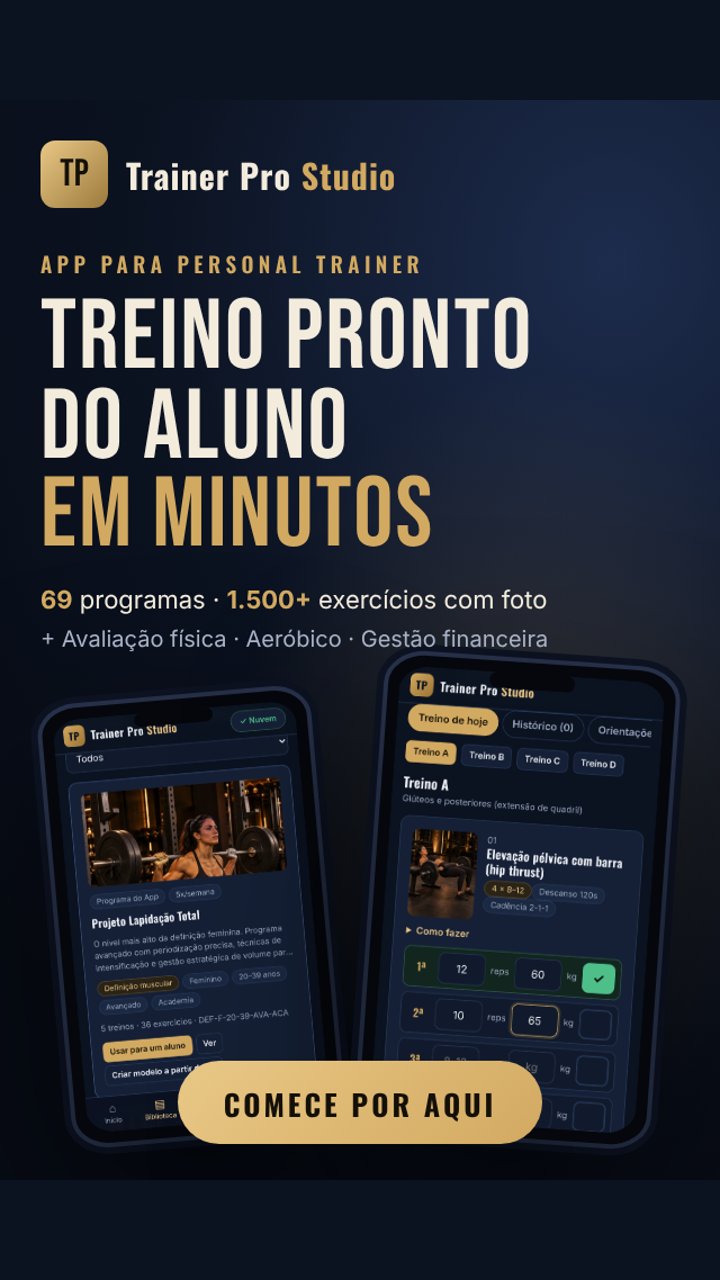 TP
Trainer Pro Studio
APP PARA PERSONAL TRAINER
TREINO PRONTO
DO ALUNO
EM MINUTOS
69 programas · 1.500+ exercícios com foto
+ Avaliação física · Aeróbico · Gestão financeira
TP Trainer Pro Studio
✓ Nuvem
Todos
Programa do App 5x/semana
Projeto Lapidação Total
O nível mais alto da definição feminina. Programa
avançado com periodização precisa, técnicas de
intensificação e gestão estratégica de volume par...
Definição muscular Feminino 20-39 anos
Avançado Academia
5 treinos · 36 exercícios · DEF-F-20-39-AVA-ACA
Usar para um aluno Ver
Criar modelo a partir
Início Biblioteca
TP Trainer Pro Studio
Treino de hoje Histórico (0) Orientaçõe
Treino A Treino B Treino C Treino D
Treino A
Glúteos e posteriores (extensão de quadril)
01
Elevação pélvica com barra
(hip thrust)
4 × 8–12 Descanso 120s
Cadência 2-1-1
▶ Como fazer
1ª 12 reps 60 kg ✓
2ª 10 reps 65 kg
3ª kg kg
kg
COMECE POR AQUI